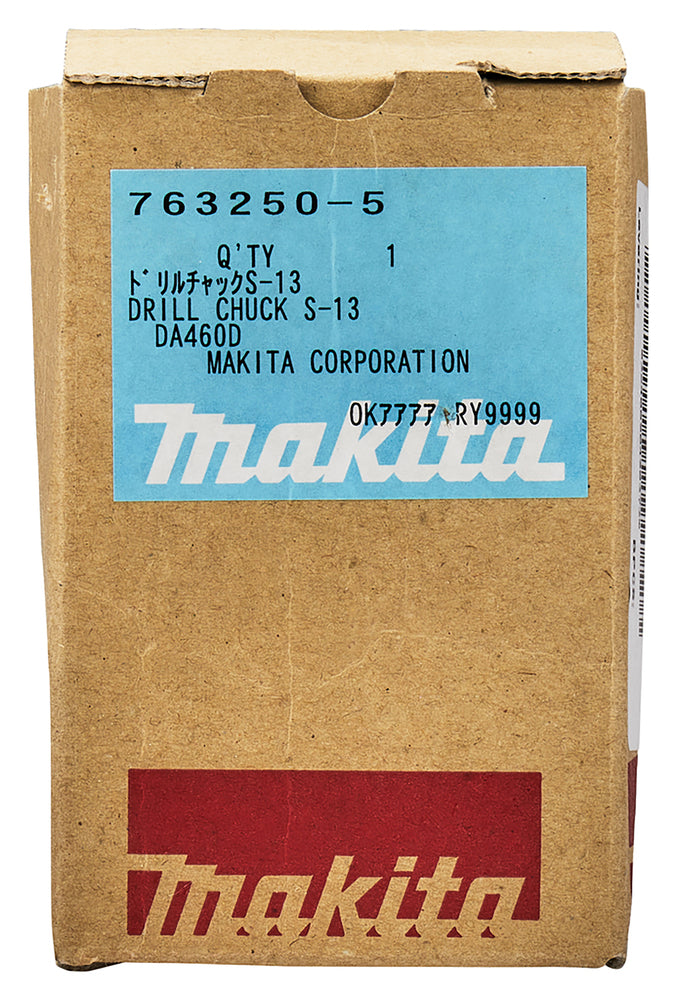 763250-5
Q'TY 1
ﾄﾞﾘﾙﾁｬｯｸS-13
DRILL CHUCK S-13
DA460D
MAKITA CORPORATION
OKｱｱｱｱ RY9999
makita
makita